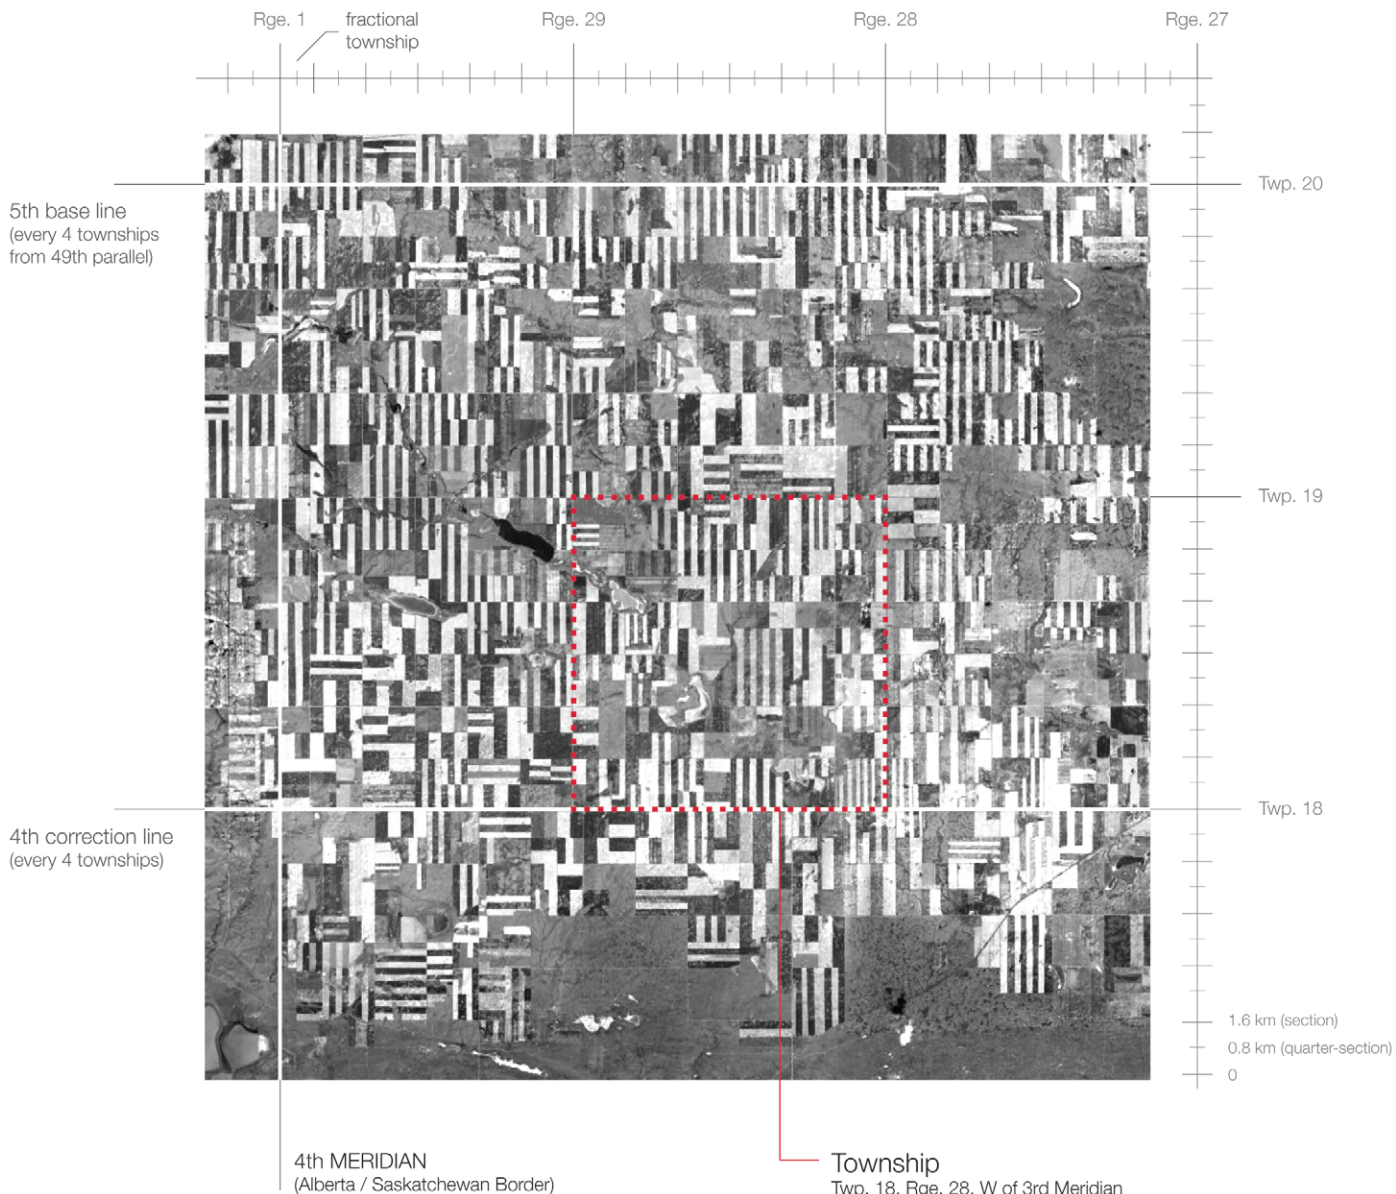 Rge. 1
fractional
township
Rge. 29
Rge. 28
Rge. 27
Twp. 20
5th base line
(every 4 townships
from 49th parallel)
Twp. 19
Twp. 18
4th correction line
(every 4 townships)
1.6 km (section)
0.8 km (quarter-section)
0
4th MERIDIAN
(Alberta / Saskatchewan Border)
Township
Twp. 18, Rge. 28, W of 3rd Meridian